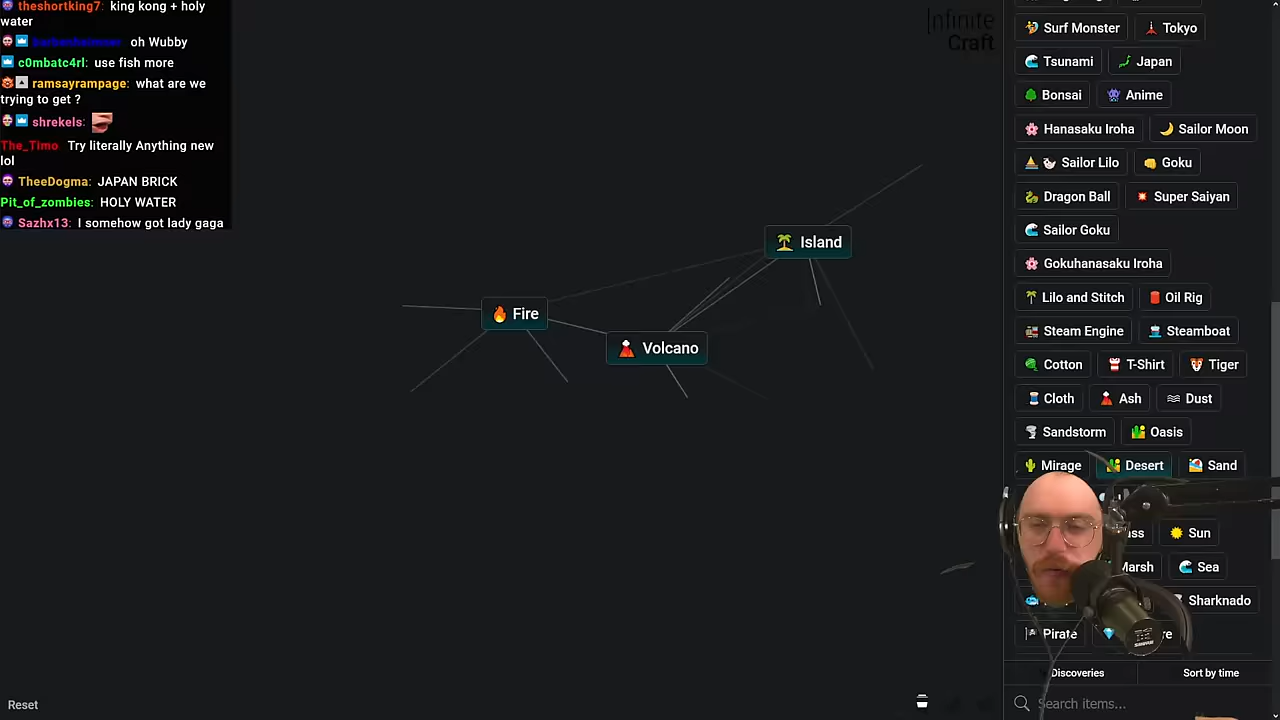 theshortking7: king kong + holy
water
barbenheimner oh Wubby
c0mbatc4rl: use fish more
ramsayrampage: what are we
trying to get ?
shrekels:
The_Timo Try literally Anything new
lol
TheeDogma: JAPAN BRICK
Pit_of_zombies: HOLY WATER
Sazhx13: I somehow got lady gaga
Infinite
Craft
Island
Fire
Volcano
Surf Monster Tokyo
Tsunami Japan
Bonsai Anime
Hanasaku Iroha Sailor Moon
Sailor Lilo Goku
Dragon Ball Super Saiyan
Sailor Goku
Gokuhanasaku Iroha
Lilo and Stitch Oil Rig
Steam Engine Steamboat
Cotton T-Shirt Tiger
Cloth Ash Dust
Sandstorm Oasis
Mirage Desert Sand
Sun
Marsh Sea
Sharknado
Pirate
Discoveries Sort by time
Search items...
Reset
SHURE